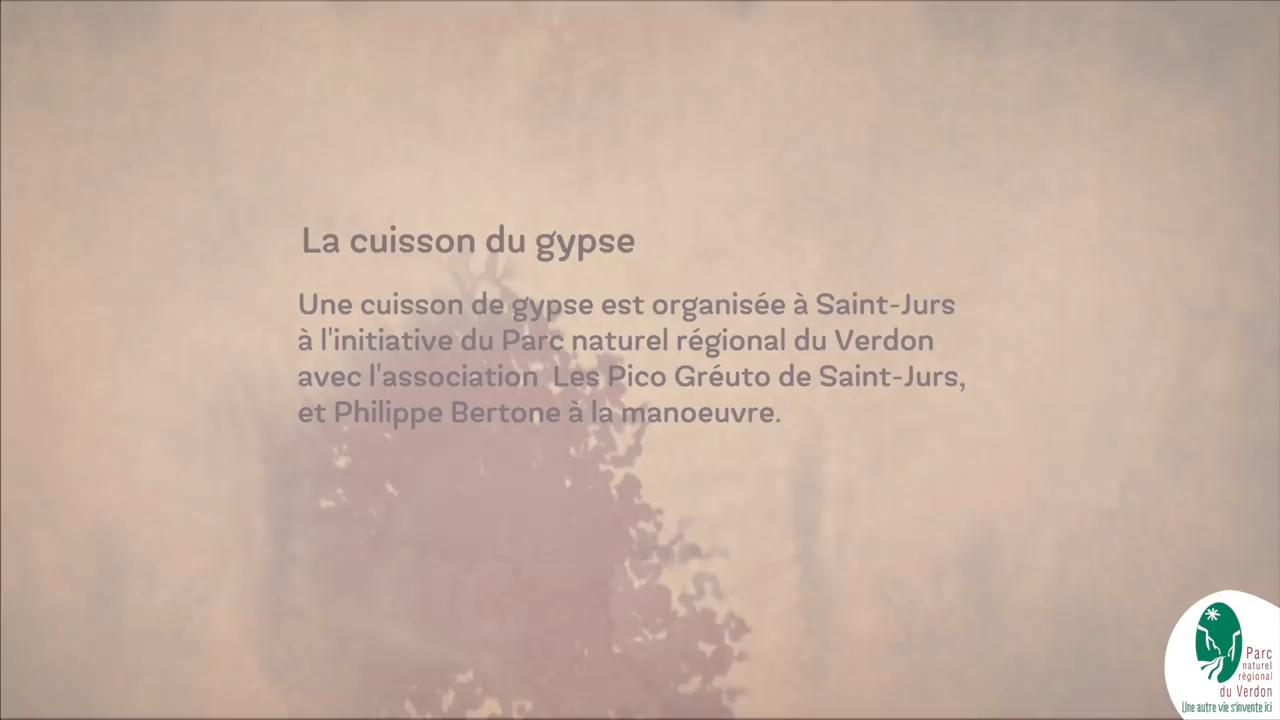 La cuisson du gypse
Une cuisson de gypse est organisée à Saint-Jurs
à l'initiative du Parc naturel régional du Verdon
avec l'association Les Pico Gréuto de Saint-Jurs,
et Philippe Bertone à la manoeuvre.
Parc
naturel
régional
du Verdon
Une autre vie s'invente ici